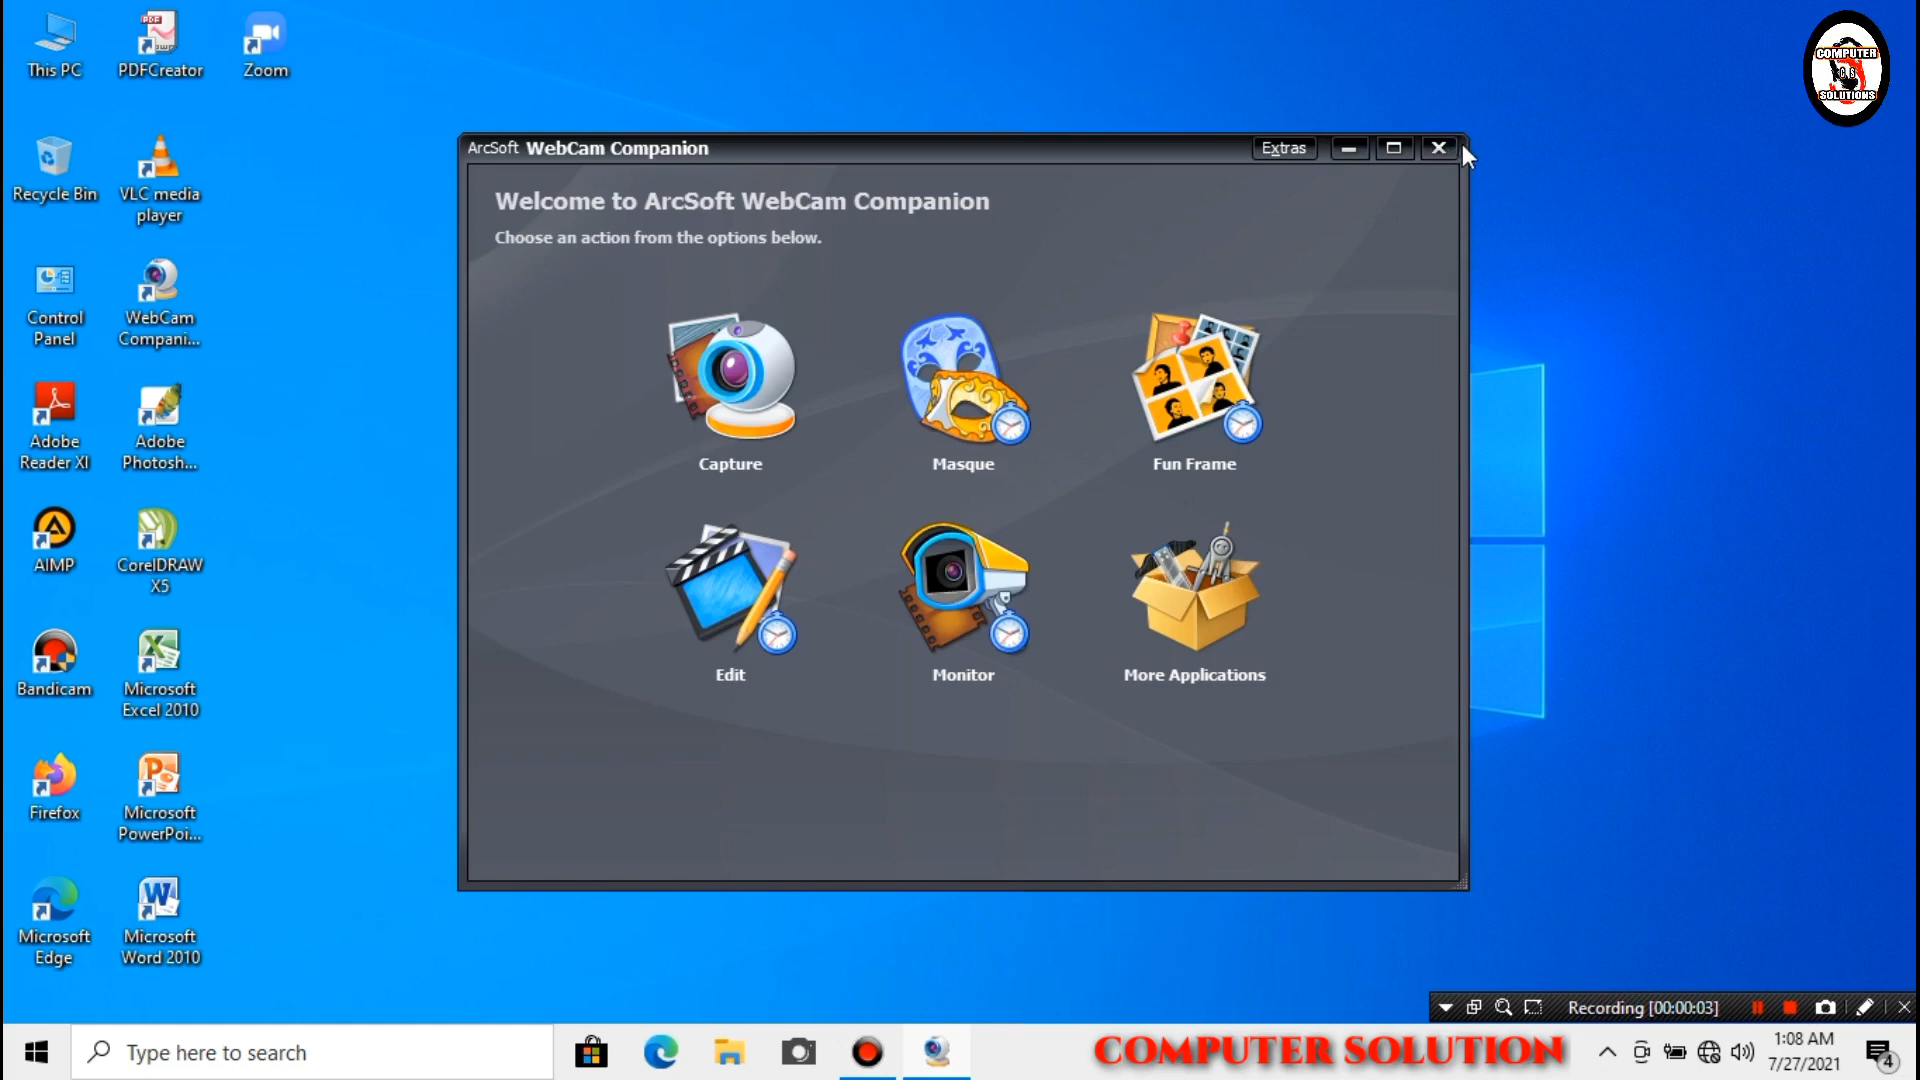 This PC
PDFCreator
Zoom
COMPUTER
C S
SOLUTIONS
ArcSoft WebCam Companion
Extras
Welcome to ArcSoft WebCam Companion
Choose an action from the options below.
Recycle Bin
VLC media
player
Control
Panel
WebCam
Compani...
Adobe
Reader XI
Adobe
Photosh...
Capture
Masque
Fun Frame
AIMP
CorelDRAW
X5
Bandicam
Microsoft
Excel 2010
Edit
Monitor
More Applications
Firefox
Microsoft
PowerPoi...
Microsoft
Edge
Microsoft
Word 2010
Recording [00:00:03]
Type here to search
COMPUTER SOLUTION
1:08 AM
7/27/2021
4